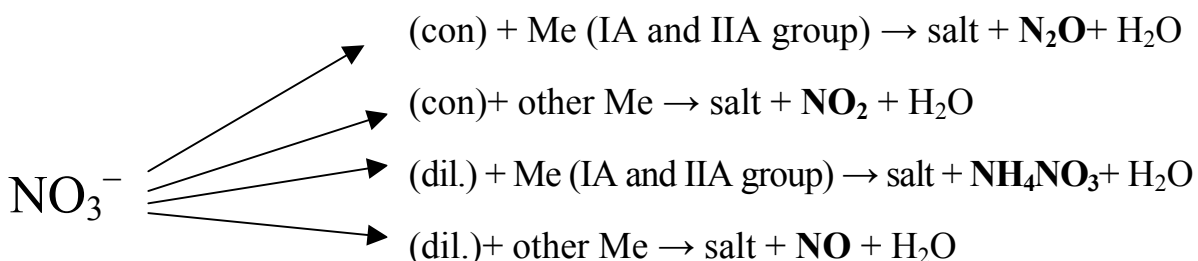 (con) + Me (IA and IIA group) → salt + N₂O+ H₂O
(con)+ other Me → salt + NO₂ + H₂O
NO₃⁻
(dil.) + Me (IA and IIA group) → salt + NH₄NO₃+ H₂O
(dil.)+ other Me → salt + NO + H₂O